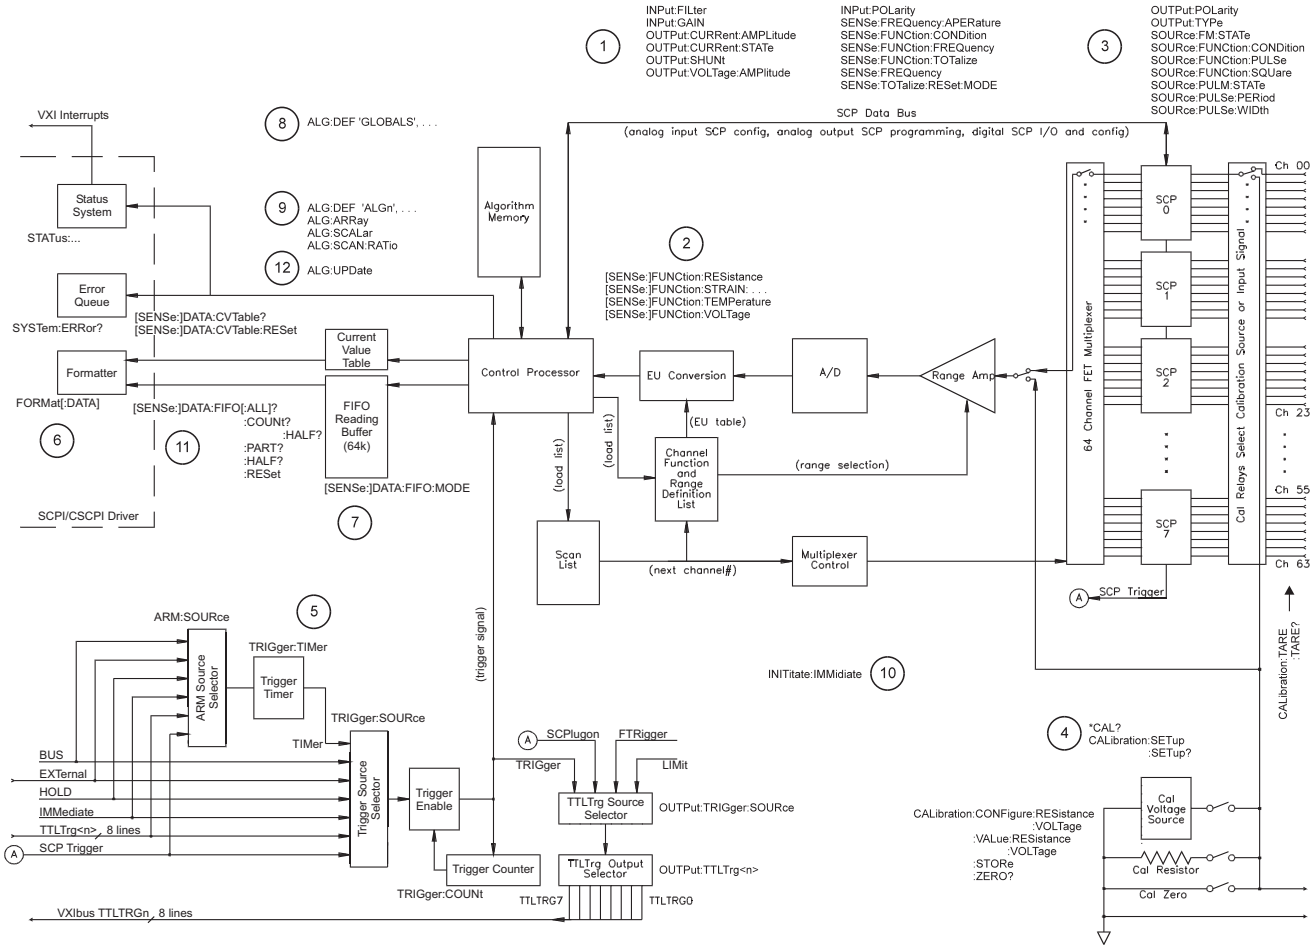 INPut:FILter
INPut:GAIN
OUTPut:CURRent:AMPLitude
OUTPut:CURRent:STATe
OUTPut:SHUNt
OUTPut:VOLTage:AMPlitude
1
INPut:POLarity
SENSe:FREQuency:APERature
SENSe:FUNCtion:CONDition
SENSe:FUNCtion:FREQuency
SENSe:FUNCtion:TOTalize
SENSe:FREQuency
SENSe:TOTalize:RESet:MODE
3
OUTPut:POLarity
OUTPut:TYPe
SOURce:FM:STATe
SOURce:FUNCtion:CONDition
SOURce:FUNCtion:PULSe
SOURce:FUNCtion:SQUare
SOURce:PULM:STATe
SOURce:PULSe:PERiod
SOURce:PULSe:WIDth
SCP Data Bus
(analog input SCP config, analog output SCP programming, digital SCP I/O and config)
VXI Interrupts
8
ALG:DEF 'GLOBALS', . . .
Status
System
STATus:...
9
ALG:DEF 'ALGn', . . .
ALG:ARRay
ALG:SCALar
ALG:SCAN:RATio
12
ALG:UPDate
Algorithm
Memory
2
[SENSe:]FUNCtion:RESistance
[SENSe:]FUNCtion:STRAIN: . . .
[SENSe:]FUNCtion:TEMPerature
[SENSe:]FUNCtion:VOLTage
Error
Queue
SYSTem:ERRor?
[SENSe:]DATA:CVTable?
[SENSe:]DATA:CVTable:RESet
Current
Value
Table
Formatter
FORMat[:DATA]
[SENSe:]DATA:FIFO[:ALL]?
:COUNt?
:HALF?
:PART?
:HALF?
:RESet
6
11
FIFO
Reading
Buffer
(64k)
[SENSe:]DATA:FIFO:MODE
7
SCPI/CSCPI Driver
Control Processor
EU Conversion
A/D
Range Amp
(EU table)
(load list)
(load list)
Channel
Function
and
Range
Definition
List
(range selection)
Scan
List
(next channel#)
Multiplexer
Control
64 Channel FET Multiplexer
SCP
0
SCP
1
SCP
2
SCP
7
Cal Relays Select Calibration Source or Input Signal
Ch 00
Ch 23
Ch 55
Ch 63
A
SCP Trigger
CALibration:TARE
:TARE?
5
ARM:SOURce
ARM Source
Selector
TRIGger:TIMer
Trigger
Timer
TRIGger:SOURce
TIMer
Trigger Source
Selector
BUS
EXTernal
HOLD
IMMediate
TTLTrg<n> 8 lines
A
SCP Trigger
Trigger
Enable
Trigger Counter
TRIGger:COUNt
(trigger signal)
VXIbus TTLTRGn 8 lines
A
SCPlugon
FTRigger
TRIGger
LIMit
TTLTrg Source
Selector
OUTPut:TRIGger:SOURce
TTLTrg Output
Selector
OUTPut:TTLTrg<n>
TTLTRG7
TTLTRG0
INITitate:IMMidiate
10
4
*CAL?
CALibration:SETup
:SETup?
CALibration:CONFigure:RESistance
:VOLTage
:VALue:RESistance
:VOLTage
:STORe
:ZERO?
Cal
Voltage
Source
Cal Resistor
Cal Zero